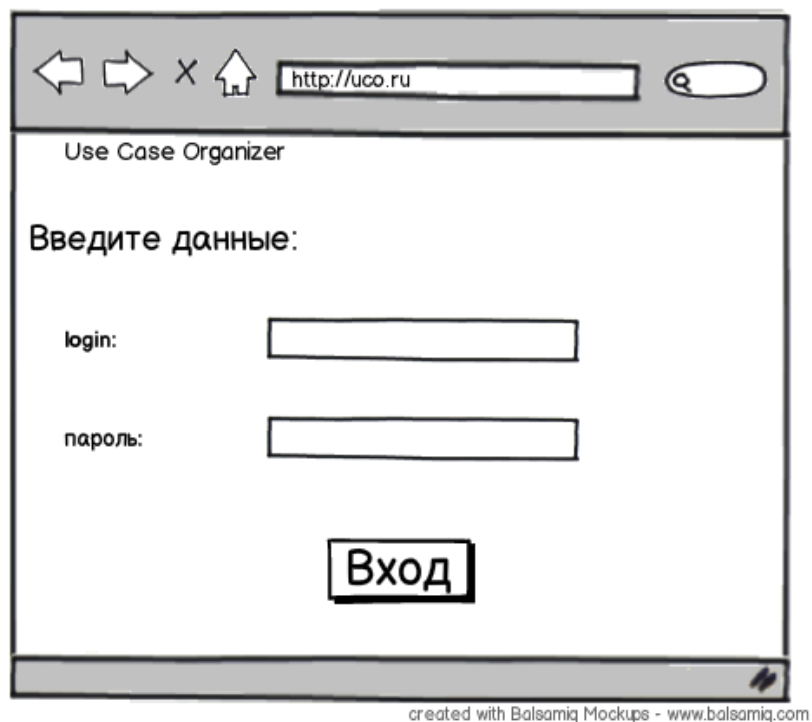 http://uco.ru
Use Case Organizer
Введите данные:
login:
пароль:
Вход
created with Balsamiq Mockups - www.balsamiq.com